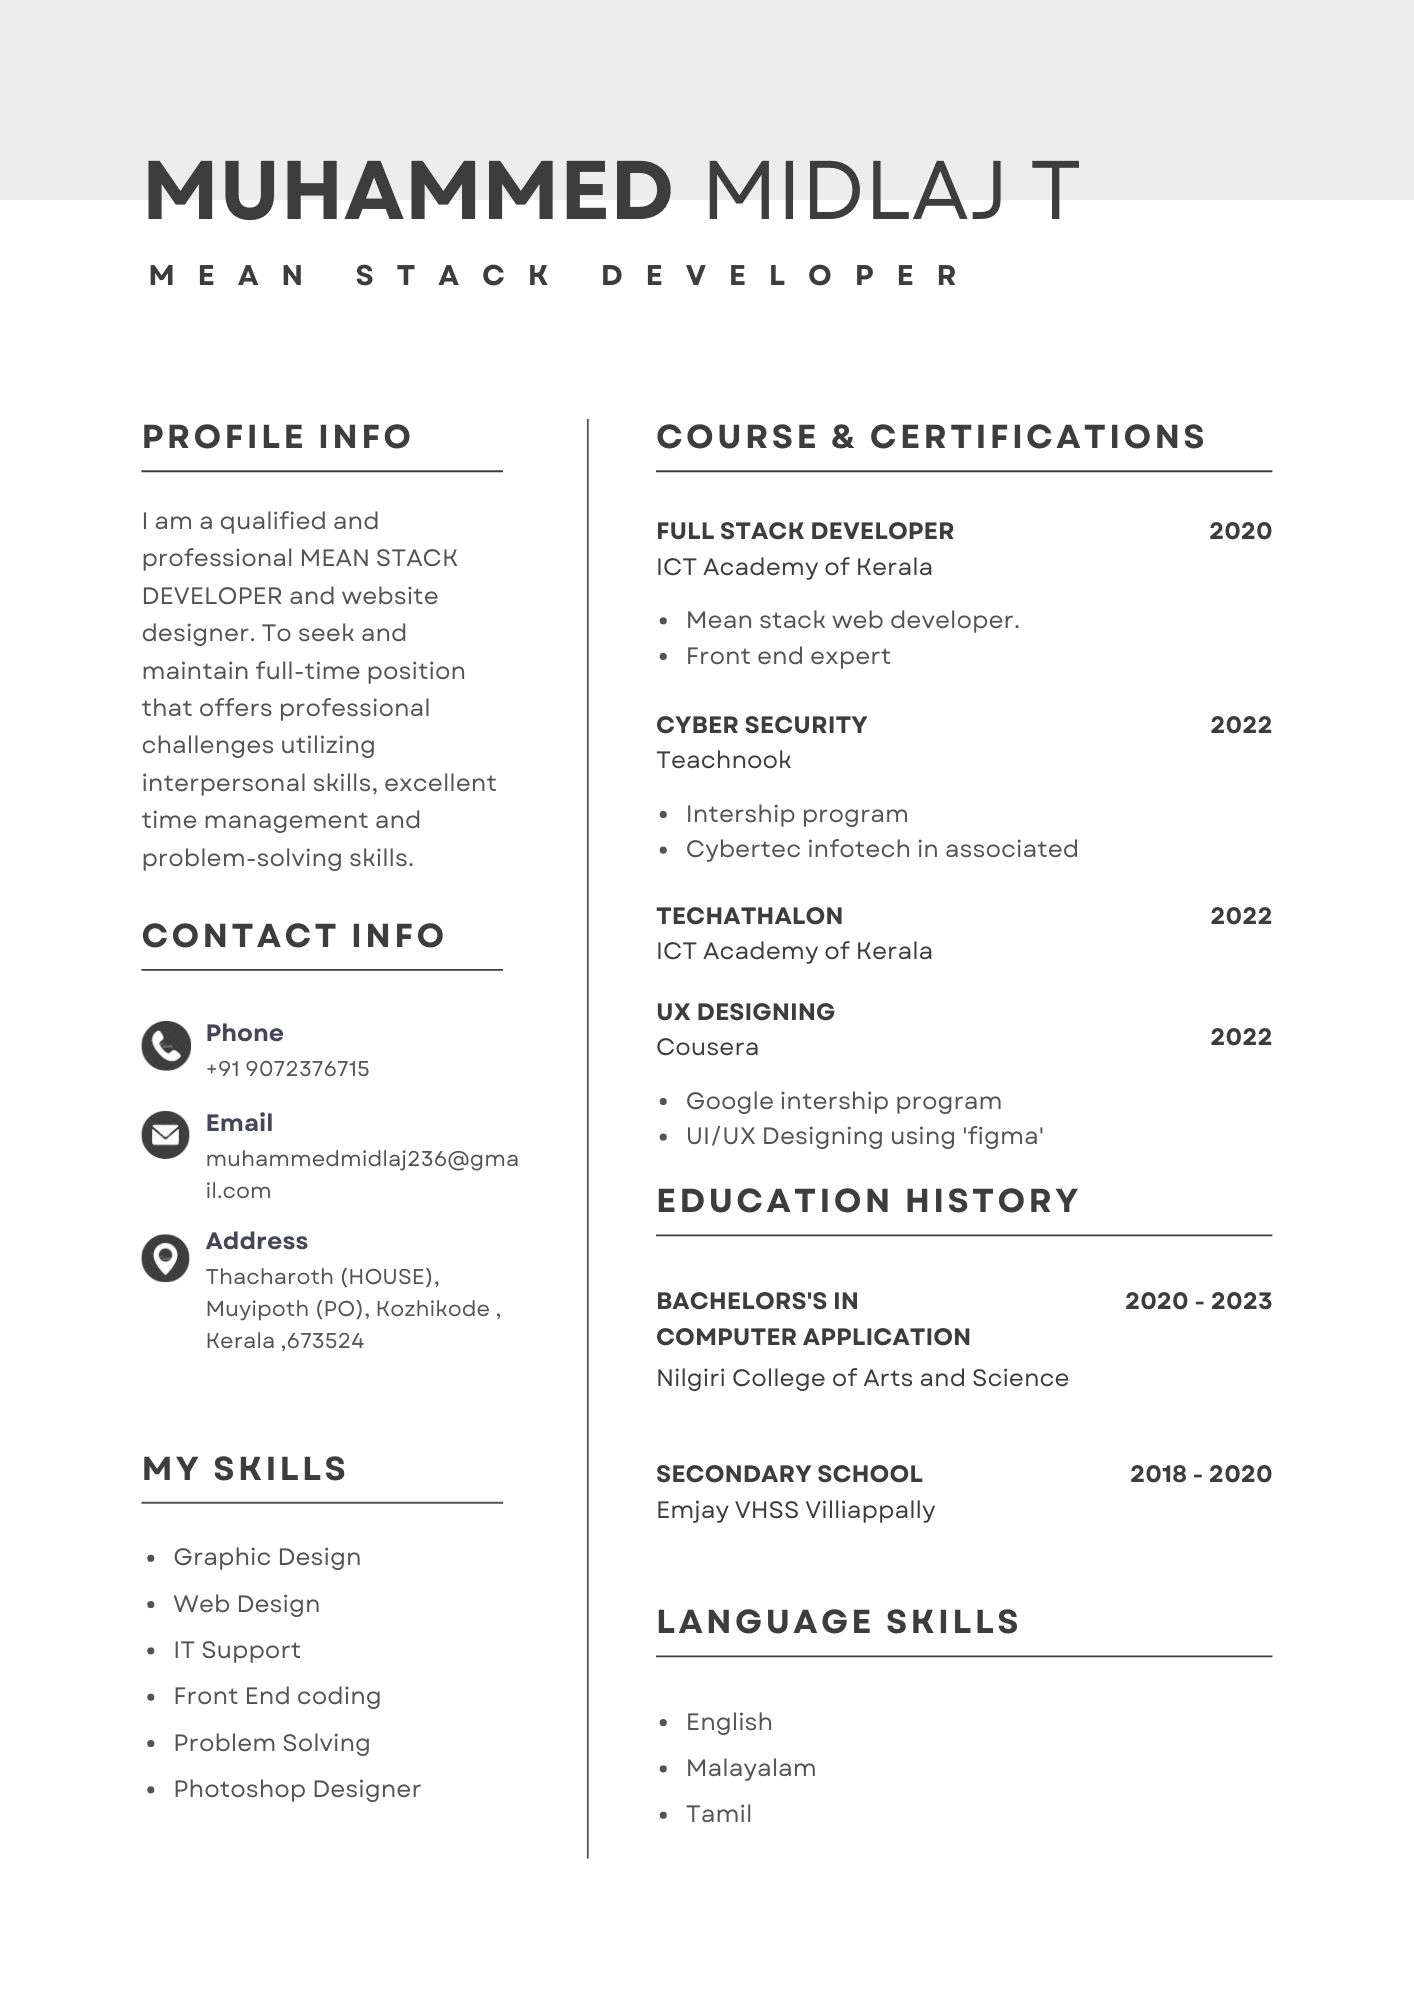 MUHAMMED MIDLAJ T
MEAN STACK DEVELOPER
PROFILE INFO
I am a qualified and
professional MEAN STACK
DEVELOPER and website
designer. To seek and
maintain full-time position
that offers professional
challenges utilizing
interpersonal skills, excellent
time management and
problem-solving skills.
CONTACT INFO
Phone
+91 9072376715
Email
muhammedmidlaj236@gma
il.com
Address
Thacharoth (HOUSE),
Muyipoth (PO), Kozhikode ,
Kerala ,673524
MY SKILLS
• Graphic Design
• Web Design
• IT Support
• Front End coding
• Problem Solving
• Photoshop Designer
COURSE & CERTIFICATIONS
FULL STACK DEVELOPER 2020
ICT Academy of Kerala
• Mean stack web developer.
• Front end expert
CYBER SECURITY 2022
Teachnook
• Intership program
• Cybertec infotech in associated
TECHATHALON 2022
ICT Academy of Kerala
UX DESIGNING
Cousera 2022
• Google intership program
• UI/UX Designing using 'figma'
EDUCATION HISTORY
BACHELORS'S IN 2020 - 2023
COMPUTER APPLICATION
Nilgiri College of Arts and Science
SECONDARY SCHOOL 2018 - 2020
Emjay VHSS Villiappally
LANGUAGE SKILLS
• English
• Malayalam
• Tamil